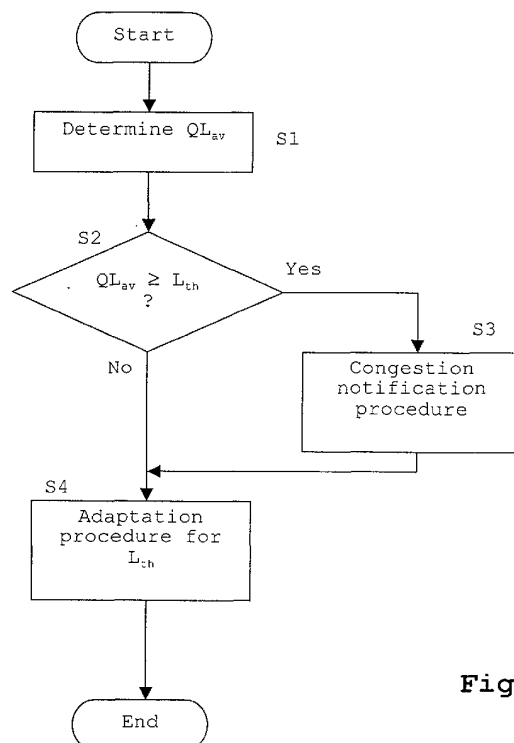 Start
Determine QL_av
S1
S2
QL_av ≥ L_th
?
Yes
No
S3
Congestion
notification
procedure
S4
Adaptation
procedure for
L_th
End
Fig